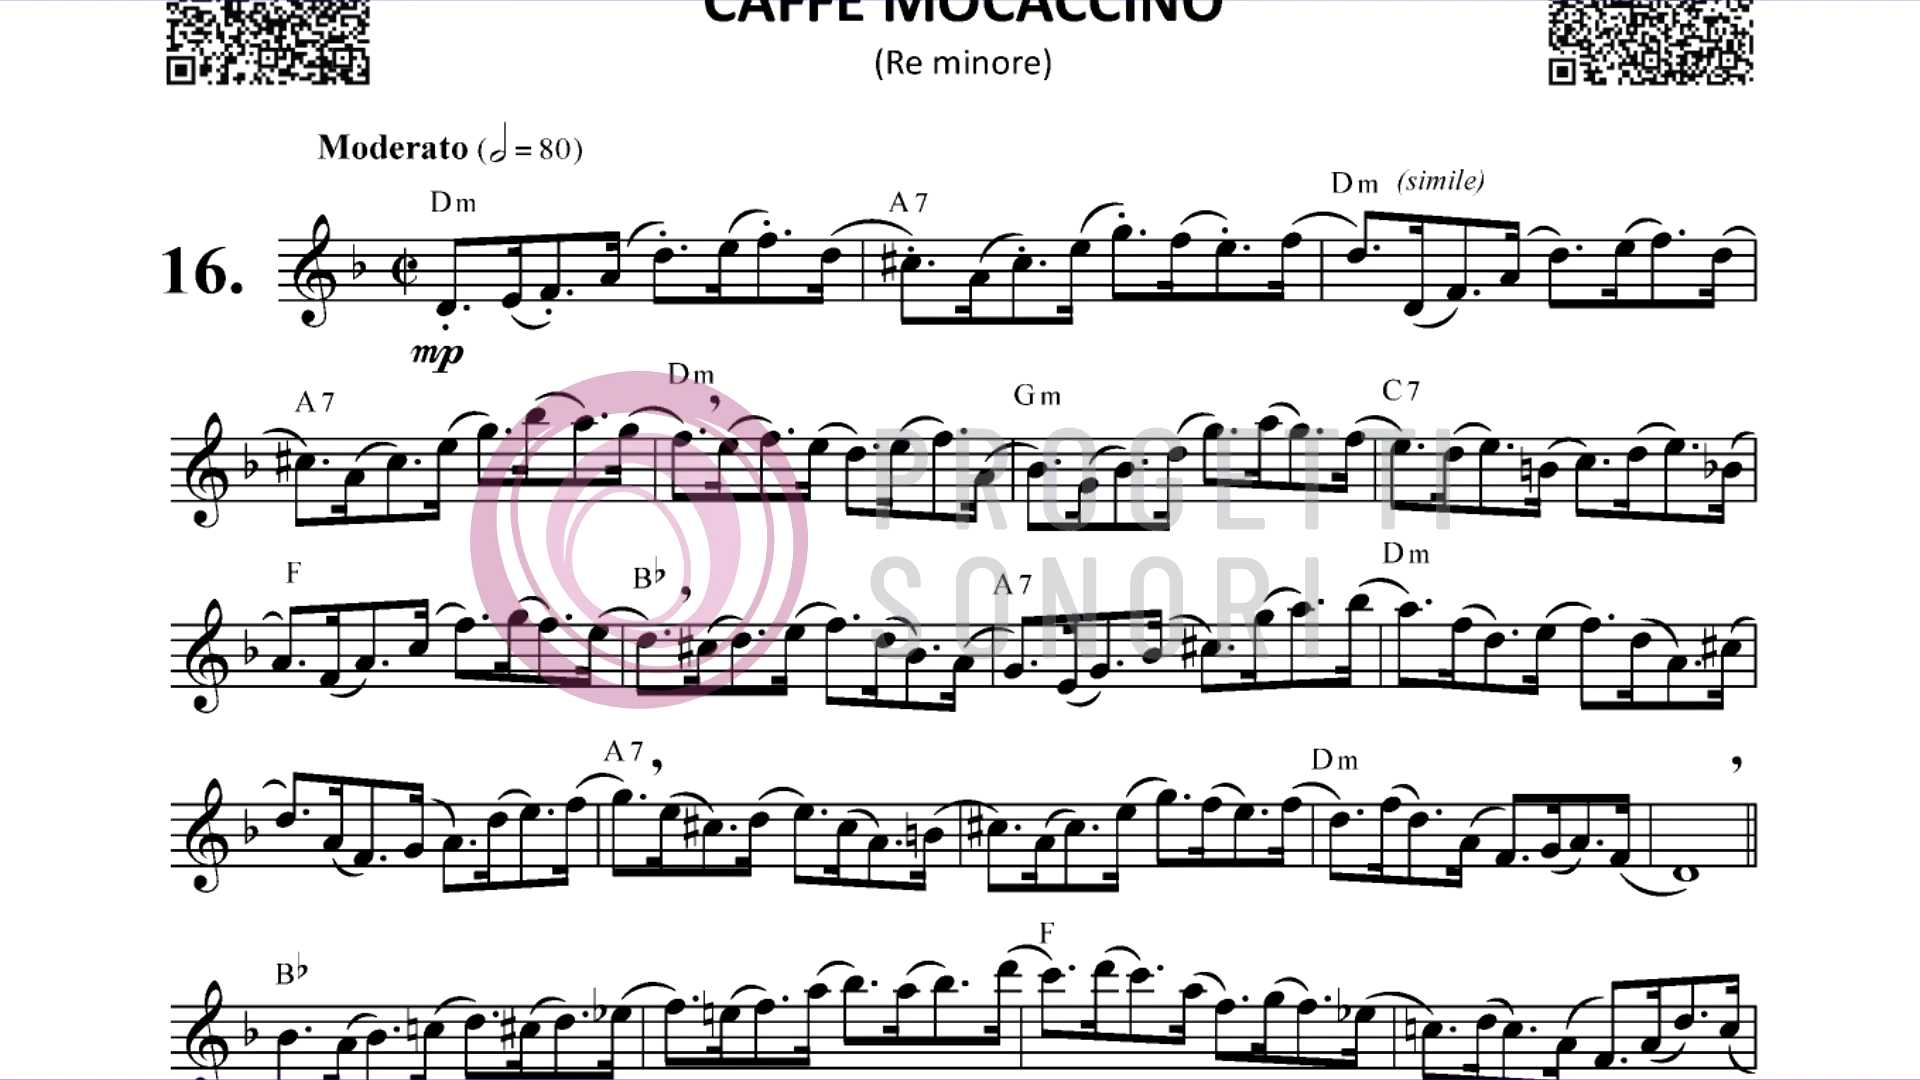 CAFFÈ MOCACCINO
(Re minore)
Moderato (𝅗𝅥 = 80)
16.
Dm A7 Dm (simile)
mp
A7 Dm Gm C7
PROGETTI
SONORI
F B♭ A7 Dm
A7 Dm
B♭ F